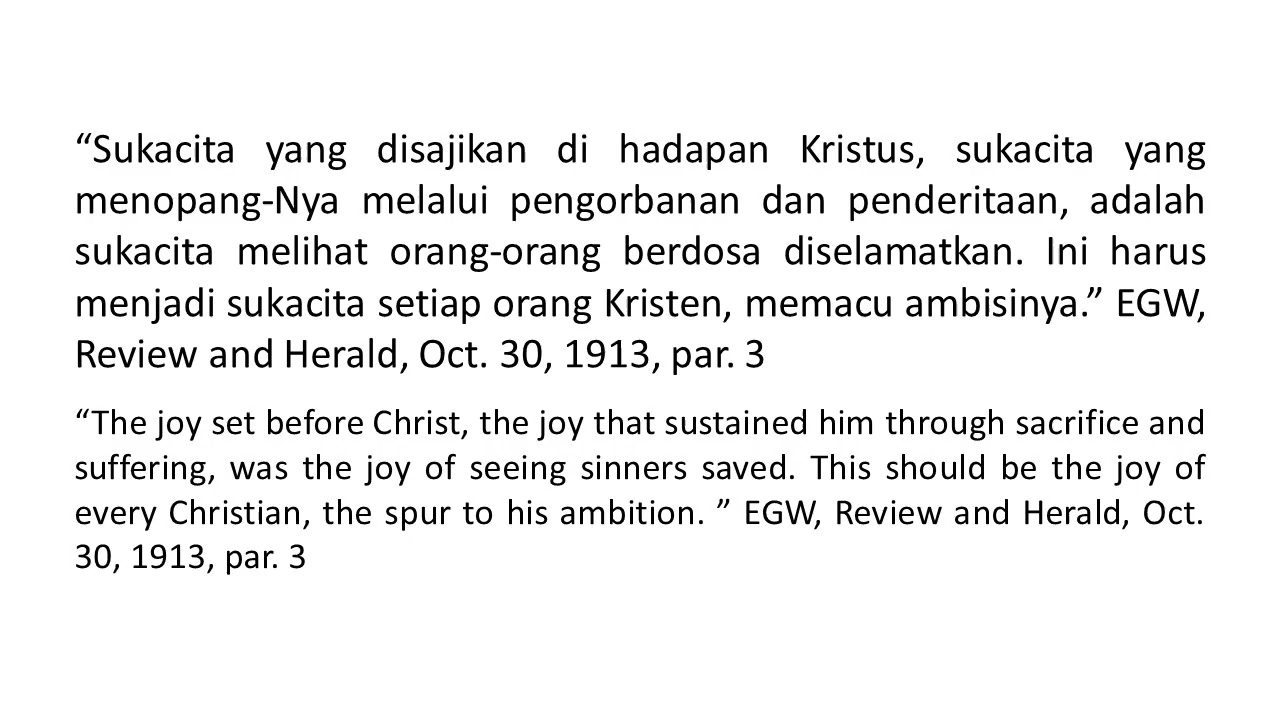 “Sukacita yang disajikan di hadapan Kristus, sukacita yang
menopang-Nya melalui pengorbanan dan penderitaan, adalah
sukacita melihat orang-orang berdosa diselamatkan. Ini harus
menjadi sukacita setiap orang Kristen, memacu ambisinya.” EGW,
Review and Herald, Oct. 30, 1913, par. 3
“The joy set before Christ, the joy that sustained him through sacrifice and
suffering, was the joy of seeing sinners saved. This should be the joy of
every Christian, the spur to his ambition. ” EGW, Review and Herald, Oct.
30, 1913, par. 3